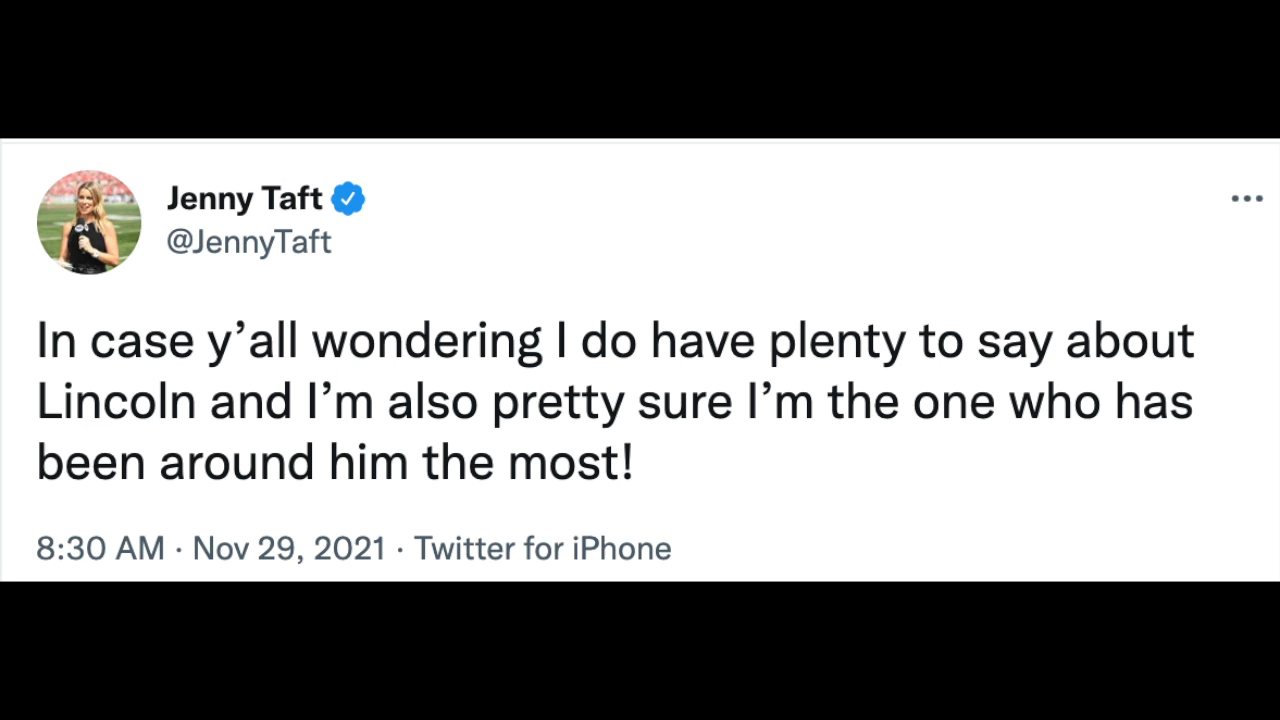 Jenny Taft
@JennyTaft
In case y’all wondering I do have plenty to say about
Lincoln and I’m also pretty sure I’m the one who has
been around him the most!
8:30 AM · Nov 29, 2021 · Twitter for iPhone